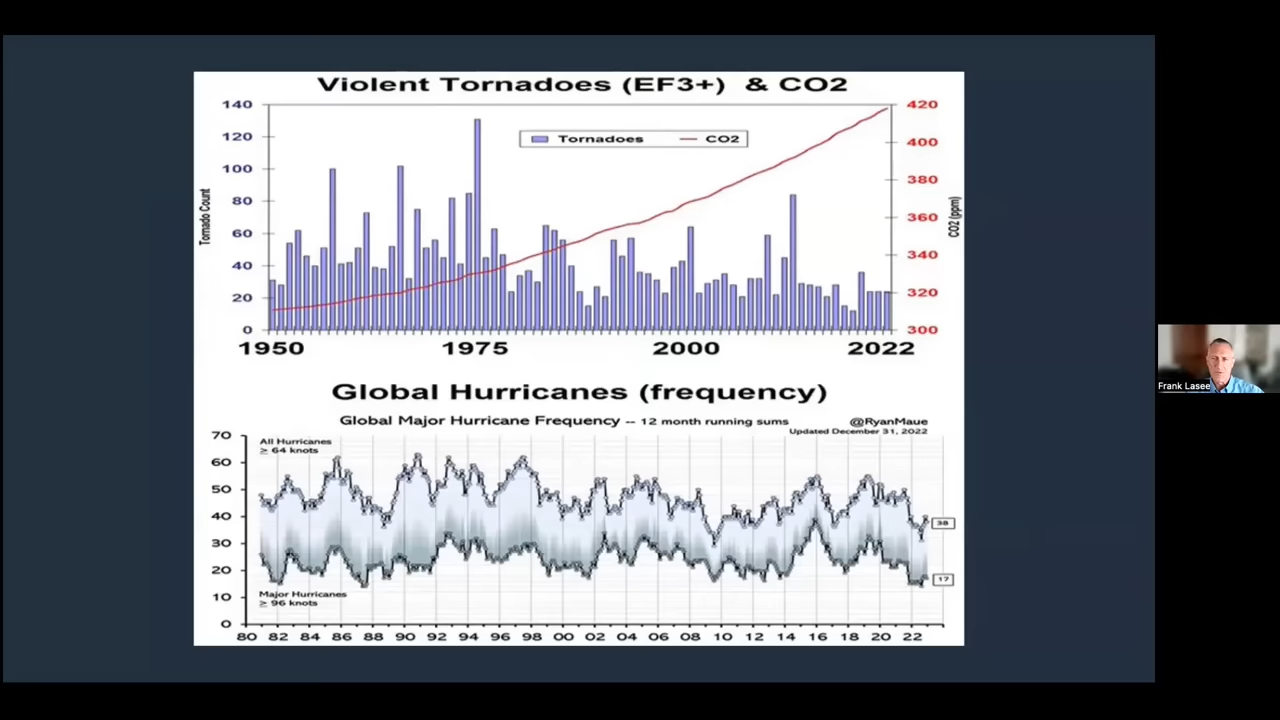 Violent Tornadoes (EF3+) & CO2
140
120
100
80
60
40
20
0
Tornado Count
Tornadoes
CO2
420
400
380
360
340
320
300
CO2 (ppm)
1950 1975 2000 2022
Global Hurricanes (frequency)
Global Major Hurricane Frequency -- 12 month running sums
@RyanMaue
Updated December 31, 2022
70
60
50
40
30
20
10
0
All Hurricanes
≥ 64 knots
38
17
Major Hurricanes
≥ 96 knots
80 82 84 86 88 90 92 94 96 98 00 02 04 06 08 10 12 14 16 18 20 22
Frank Lasee